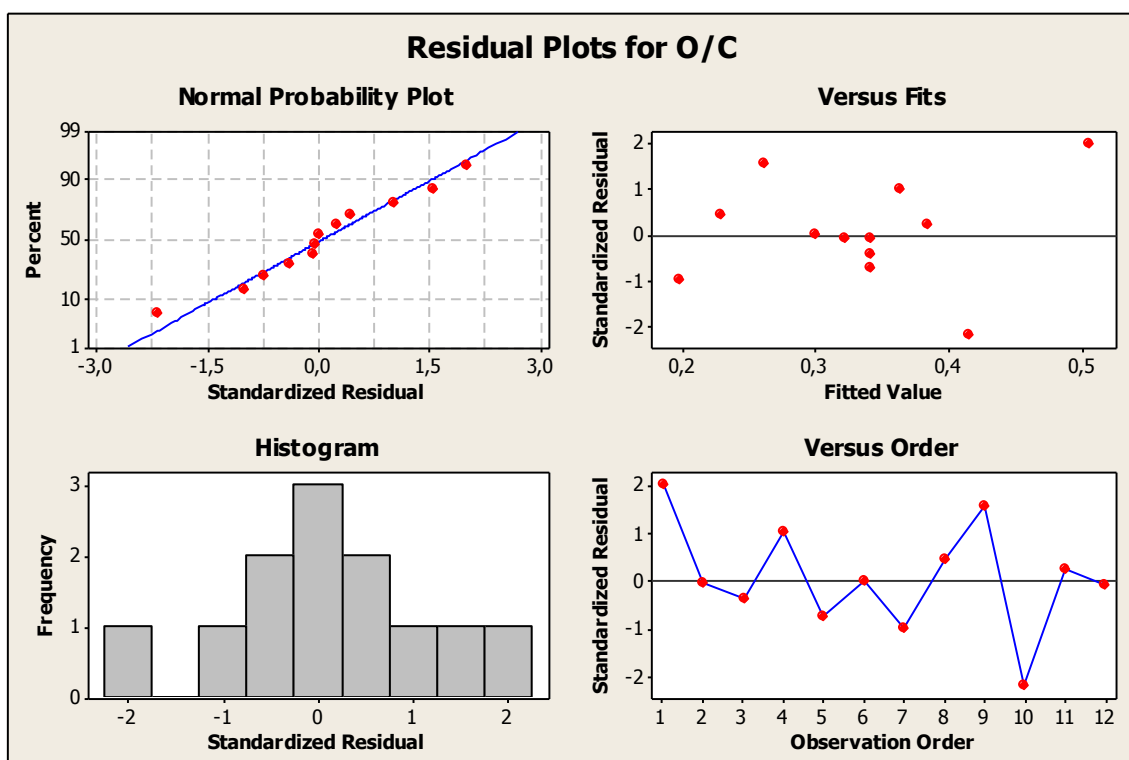 Residual Plots for O/C
Normal Probability Plot
99
90
50
10
1
Percent
-3,0 -1,5 0,0 1,5 3,0
Standardized Residual
Versus Fits
2
1
0
-1
-2
Standardized Residual
0,2 0,3 0,4 0,5
Fitted Value
Histogram
3
2
1
0
Frequency
-2 -1 0 1 2
Standardized Residual
Versus Order
2
1
0
-1
-2
Standardized Residual
1 2 3 4 5 6 7 8 9 10 11 12
Observation Order